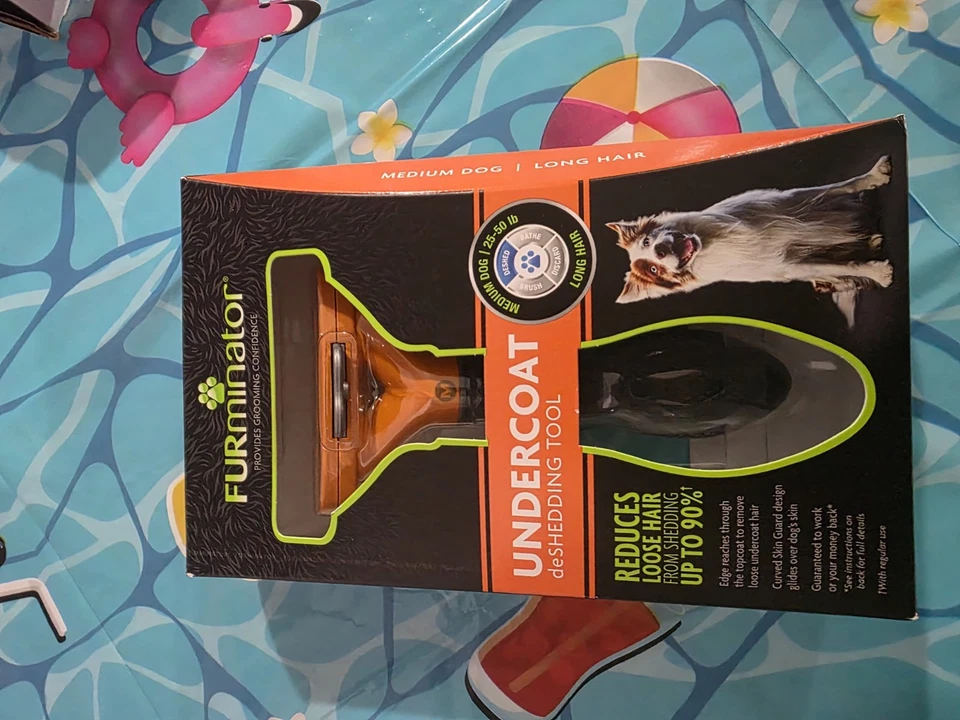 MEDIUM DOG | LONG HAIR
FURminator®
PROVIDES GROOMING CONFIDENCE
MEDIUM DOG | 25-50 lb
LONG HAIR
BATHE
DESHED
DISCARD
BRUSH
UNDERCOAT
deSHEDDING TOOL
REDUCES
LOOSE HAIR
FROM SHEDDING
UP TO 90%†
Edge reaches through
the topcoat to remove
loose undercoat hair
Curved Skin Guard design
glides over dog's skin
Guaranteed to work
or your money back*
*See instructions on
back for full details
†With regular use